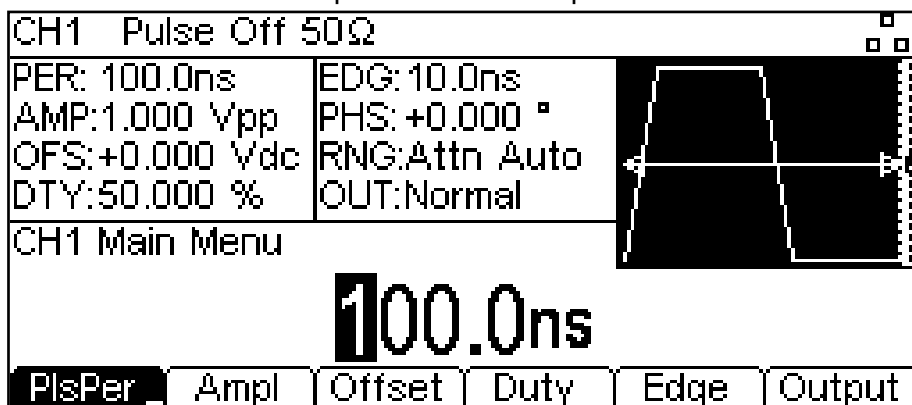 CH1 Pulse Off 50Ω
PER: 100.0ns
AMP:1.000 Vpp
OFS:+0.000 Vdc
DTY:50.000 %
EDG:10.0ns
PHS:+0.000 °
RNG:Attn Auto
OUT:Normal
CH1 Main Menu
100.0ns
PlsPer Ampl Offset Duty Edge Output